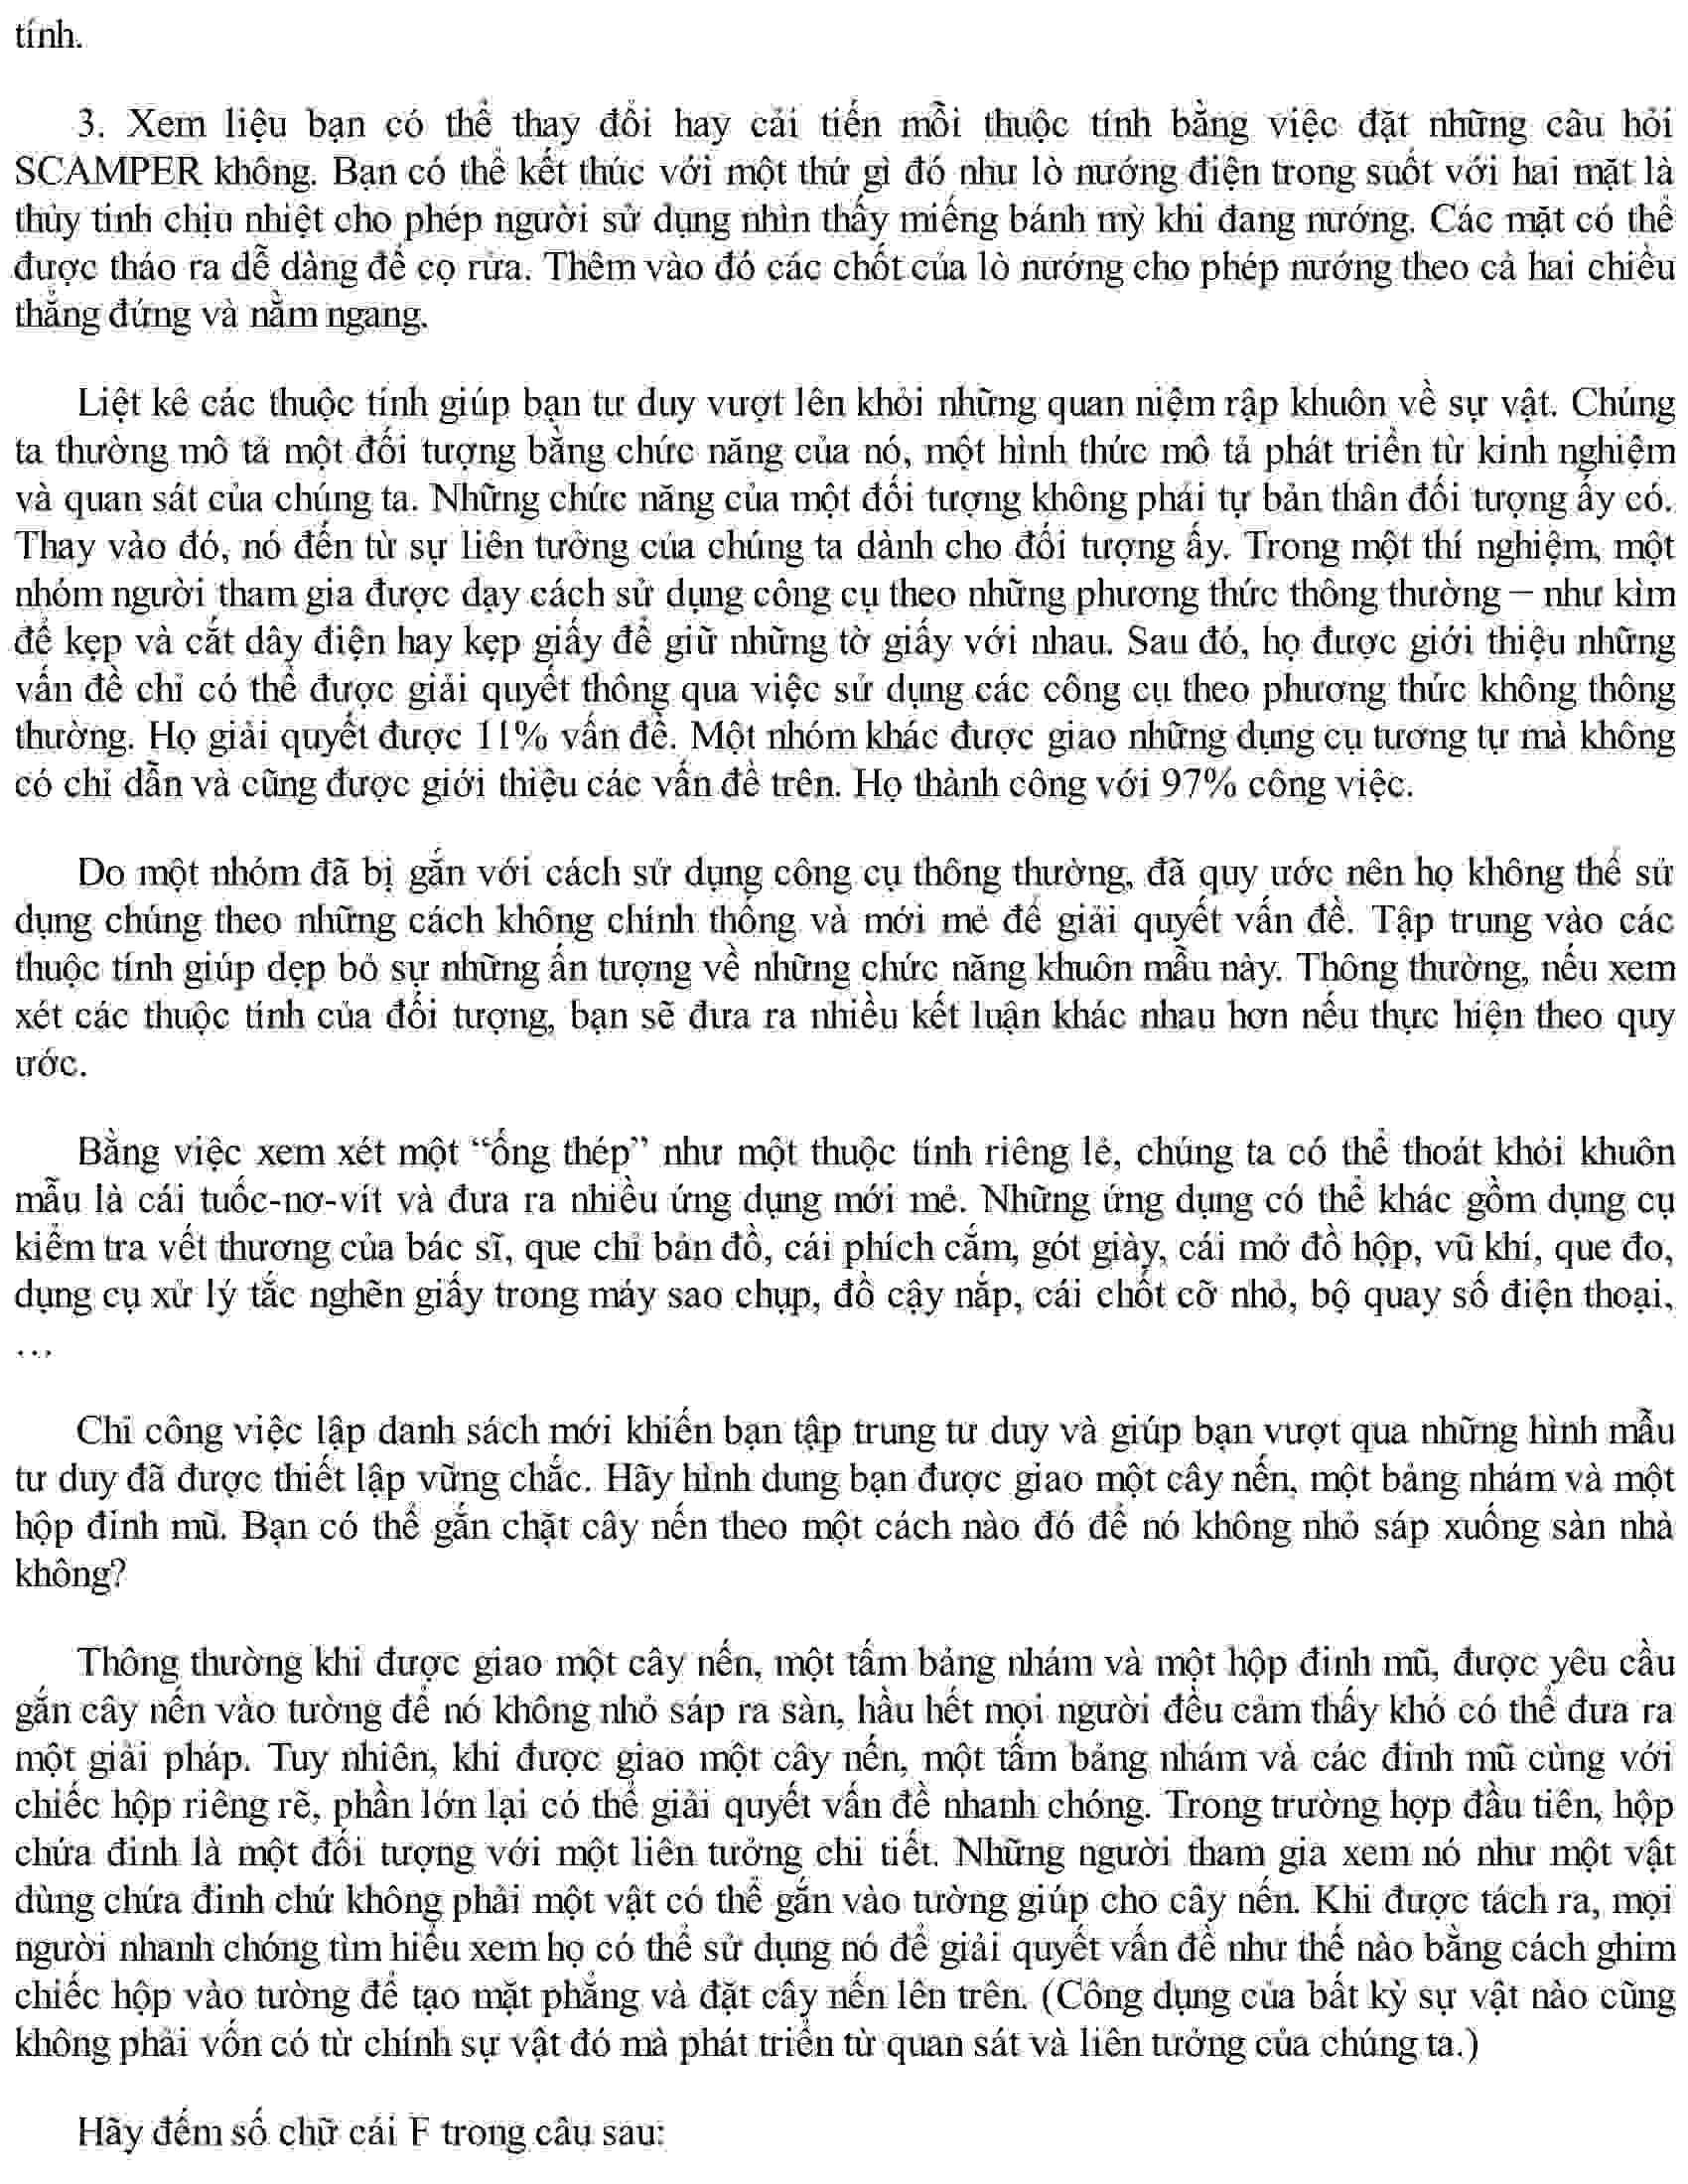 tính.
3. Xem liệu bạn có thể thay đổi hay cải tiến mỗi thuộc tính bằng việc đặt những câu hỏi
SCAMPER không. Bạn có thể kết thúc với một thứ gì đó như lò nướng điện trong suốt với hai mặt là
thủy tinh chịu nhiệt cho phép người sử dụng nhìn thấy miếng bánh mỳ khi đang nướng. Các mặt có thể
được tháo ra dễ dàng để cọ rửa. Thêm vào đó các chốt của lò nướng cho phép nướng theo cả hai chiều
thẳng đứng và nằm ngang.
Liệt kê các thuộc tính giúp bạn tư duy vượt lên khỏi những quan niệm rập khuôn về sự vật. Chúng
ta thường mô tả một đối tượng bằng chức năng của nó, một hình thức mô tả phát triển từ kinh nghiệm
và quan sát của chúng ta. Những chức năng của một đối tượng không phải tự bản thân đối tượng ấy có.
Thay vào đó, nó đến từ sự liên tưởng của chúng ta dành cho đối tượng ấy. Trong một thí nghiệm, một
nhóm người tham gia được dạy cách sử dụng công cụ theo những phương thức thông thường – như kìm
để kẹp và cắt dây điện hay kẹp giấy để giữ những tờ giấy với nhau. Sau đó, họ được giới thiệu những
vấn đề chỉ có thể được giải quyết thông qua việc sử dụng các công cụ theo phương thức không thông
thường. Họ giải quyết được 11% vấn đề. Một nhóm khác được giao những dụng cụ tương tự mà không
có chỉ dẫn và cũng được giới thiệu các vấn đề trên. Họ thành công với 97% công việc.
Do một nhóm đã bị gắn với cách sử dụng công cụ thông thường, đã quy ước nên họ không thể sử
dụng chúng theo những cách không chính thống và mới mẻ để giải quyết vấn đề. Tập trung vào các
thuộc tính giúp dẹp bỏ sự những ấn tượng về những chức năng khuôn mẫu này. Thông thường, nếu xem
xét các thuộc tính của đối tượng, bạn sẽ đưa ra nhiều kết luận khác nhau hơn nếu thực hiện theo quy
ước.
Bằng việc xem xét một “ống thép” như một thuộc tính riêng lẻ, chúng ta có thể thoát khỏi khuôn
mẫu là cái tuốc-nơ-vít và đưa ra nhiều ứng dụng mới mẻ. Những ứng dụng có thể khác gồm dụng cụ
kiểm tra vết thương của bác sĩ, que chỉ bản đồ, cái phích cắm, gót giày, cái mở đồ hộp, vũ khí, que đo,
dụng cụ xử lý tắc nghẽn giấy trong máy sao chụp, đồ cậy nắp, cái chốt cỡ nhỏ, bộ quay số điện thoại,
…
Chỉ công việc lập danh sách mới khiến bạn tập trung tư duy và giúp bạn vượt qua những hình mẫu
tư duy đã được thiết lập vững chắc. Hãy hình dung bạn được giao một cây nến, một bảng nhám và một
hộp đinh mũ. Bạn có thể gắn chặt cây nến theo một cách nào đó để nó không nhỏ sáp xuống sàn nhà
không?
Thông thường khi được giao một cây nến, một tấm bảng nhám và một hộp đinh mũ, được yêu cầu
gắn cây nến vào tường để nó không nhỏ sáp ra sàn, hầu hết mọi người đều cảm thấy khó có thể đưa ra
một giải pháp. Tuy nhiên, khi được giao một cây nến, một tấm bảng nhám và các đinh mũ cùng với
chiếc hộp riêng rẽ, phần lớn lại có thể giải quyết vấn đề nhanh chóng. Trong trường hợp đầu tiên, hộp
chứa đinh là một đối tượng với một liên tưởng chi tiết. Những người tham gia xem nó như một vật
dùng chứa đinh chứ không phải một vật có thể gắn vào tường giúp cho cây nến. Khi được tách ra, mọi
người nhanh chóng tìm hiểu xem họ có thể sử dụng nó để giải quyết vấn đề như thế nào bằng cách ghim
chiếc hộp vào tường để tạo mặt phẳng và đặt cây nến lên trên. (Công dụng của bất kỳ sự vật nào cũng
không phải vốn có từ chính sự vật đó mà phát triển từ quan sát và liên tưởng của chúng ta.)
Hãy đếm số chữ cái F trong câu sau: